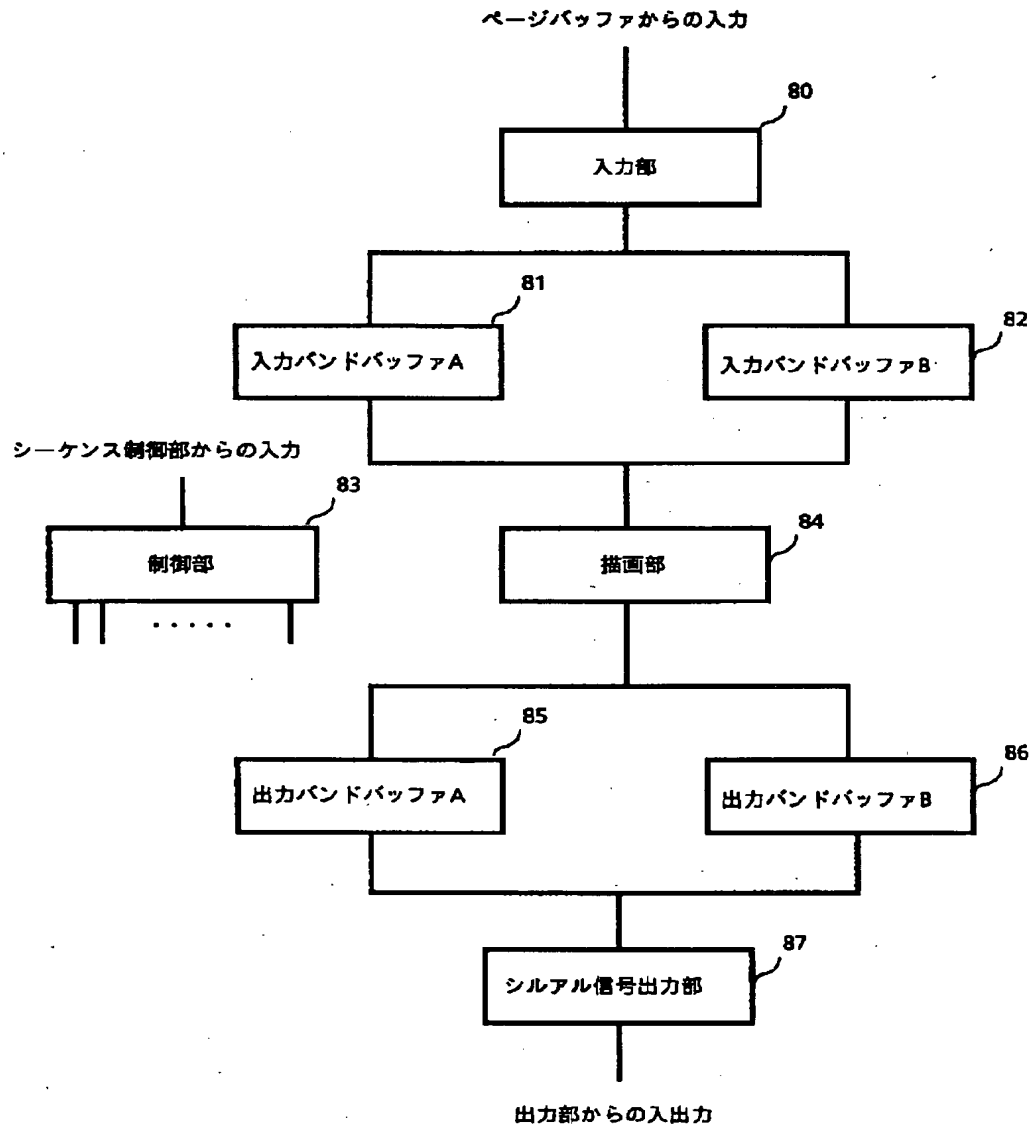 ページバッファからの入力
80
入力部
81
82
入力バンドバッファA
入力バンドバッファB
シーケンス制御部からの入力
83
84
制御部
描画部
・・・・・
85
86
出力バンドバッファA
出力バンドバッファB
87
シルアル信号出力部
出力部からの入出力